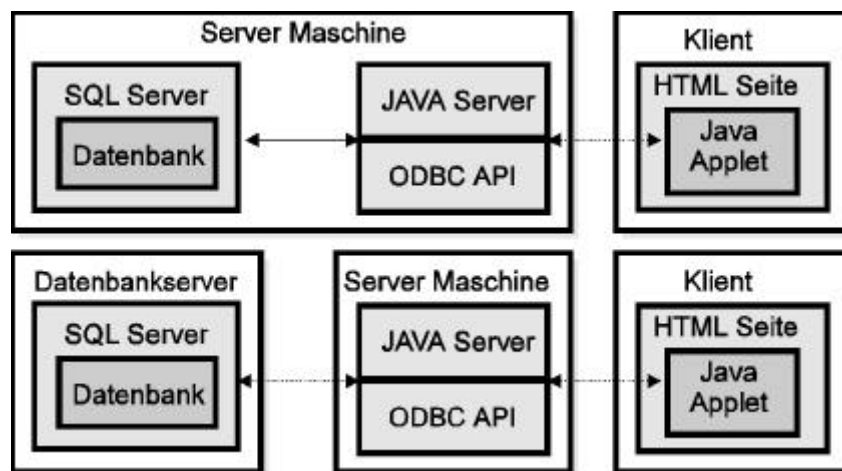 Server Maschine
SQL Server
Datenbank
JAVA Server
ODBC API
Klient
HTML Seite
Java
Applet
Datenbankserver
SQL Server
Datenbank
Server Maschine
JAVA Server
ODBC API
Klient
HTML Seite
Java
Applet